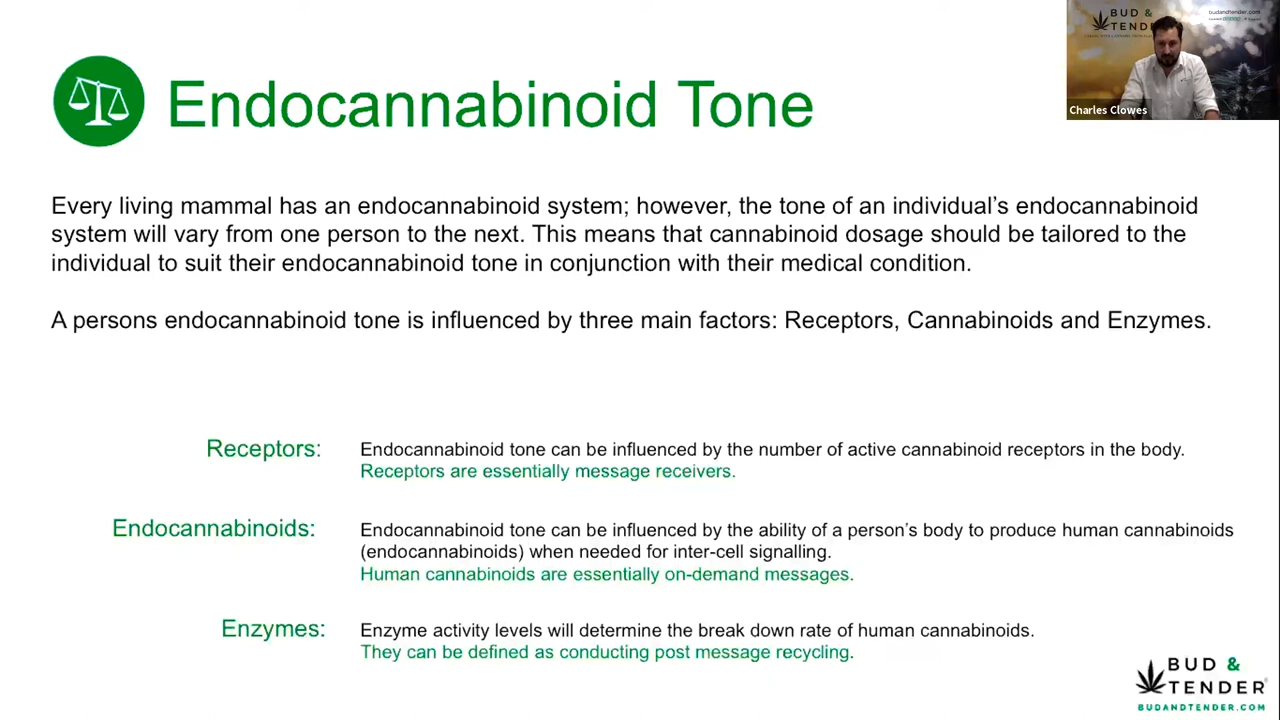 BUD &
TENDE
budandtender.com
Charles Clowes
Endocannabinoid Tone
Every living mammal has an endocannabinoid system; however, the tone of an individual’s endocannabinoid
system will vary from one person to the next. This means that cannabinoid dosage should be tailored to the
individual to suit their endocannabinoid tone in conjunction with their medical condition.
A persons endocannabinoid tone is influenced by three main factors: Receptors, Cannabinoids and Enzymes.
Receptors:
Endocannabinoid tone can be influenced by the number of active cannabinoid receptors in the body.
Receptors are essentially message receivers.
Endocannabinoids:
Endocannabinoid tone can be influenced by the ability of a person’s body to produce human cannabinoids
(endocannabinoids) when needed for inter-cell signalling.
Human cannabinoids are essentially on-demand messages.
Enzymes:
Enzyme activity levels will determine the break down rate of human cannabinoids.
They can be defined as conducting post message recycling.
BUD &
TENDER®
BUDANDTENDER.COM